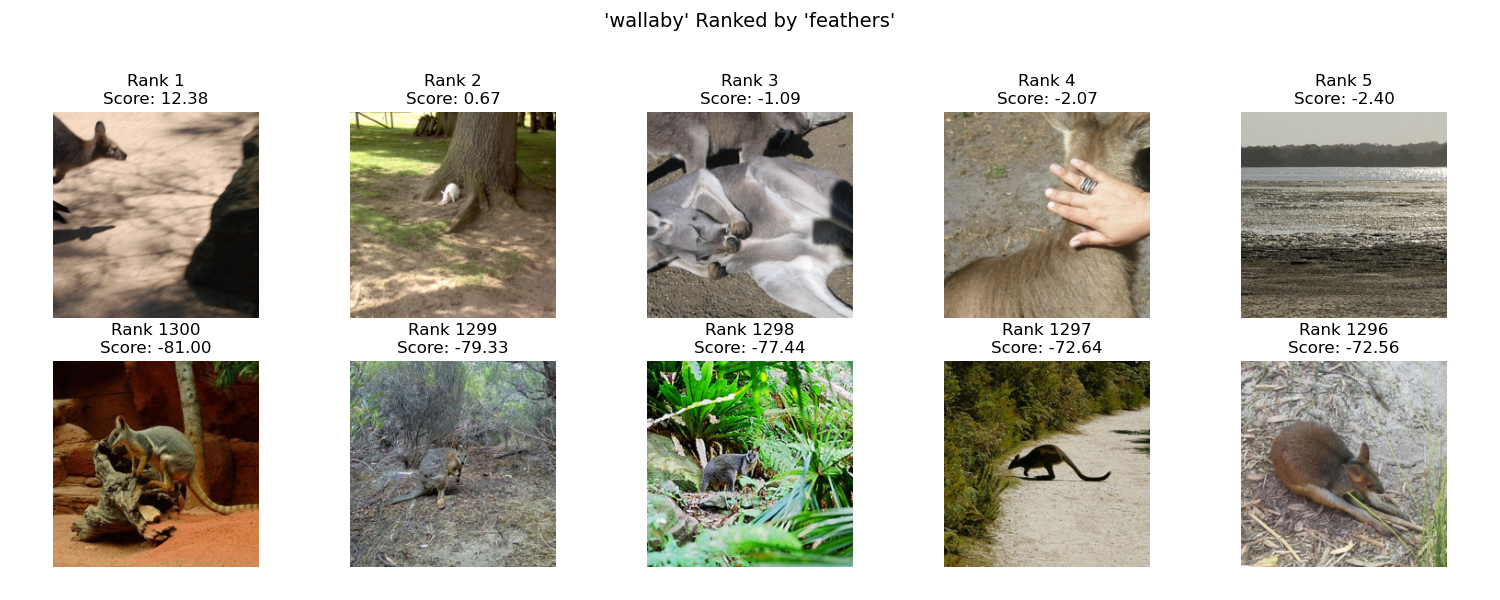 'wallaby' Ranked by 'feathers'
Rank 1
Score: 12.38
Rank 2
Score: 0.67
Rank 3
Score: -1.09
Rank 4
Score: -2.07
Rank 5
Score: -2.40
Rank 1300
Score: -81.00
Rank 1299
Score: -79.33
Rank 1298
Score: -77.44
Rank 1297
Score: -72.64
Rank 1296
Score: -72.56